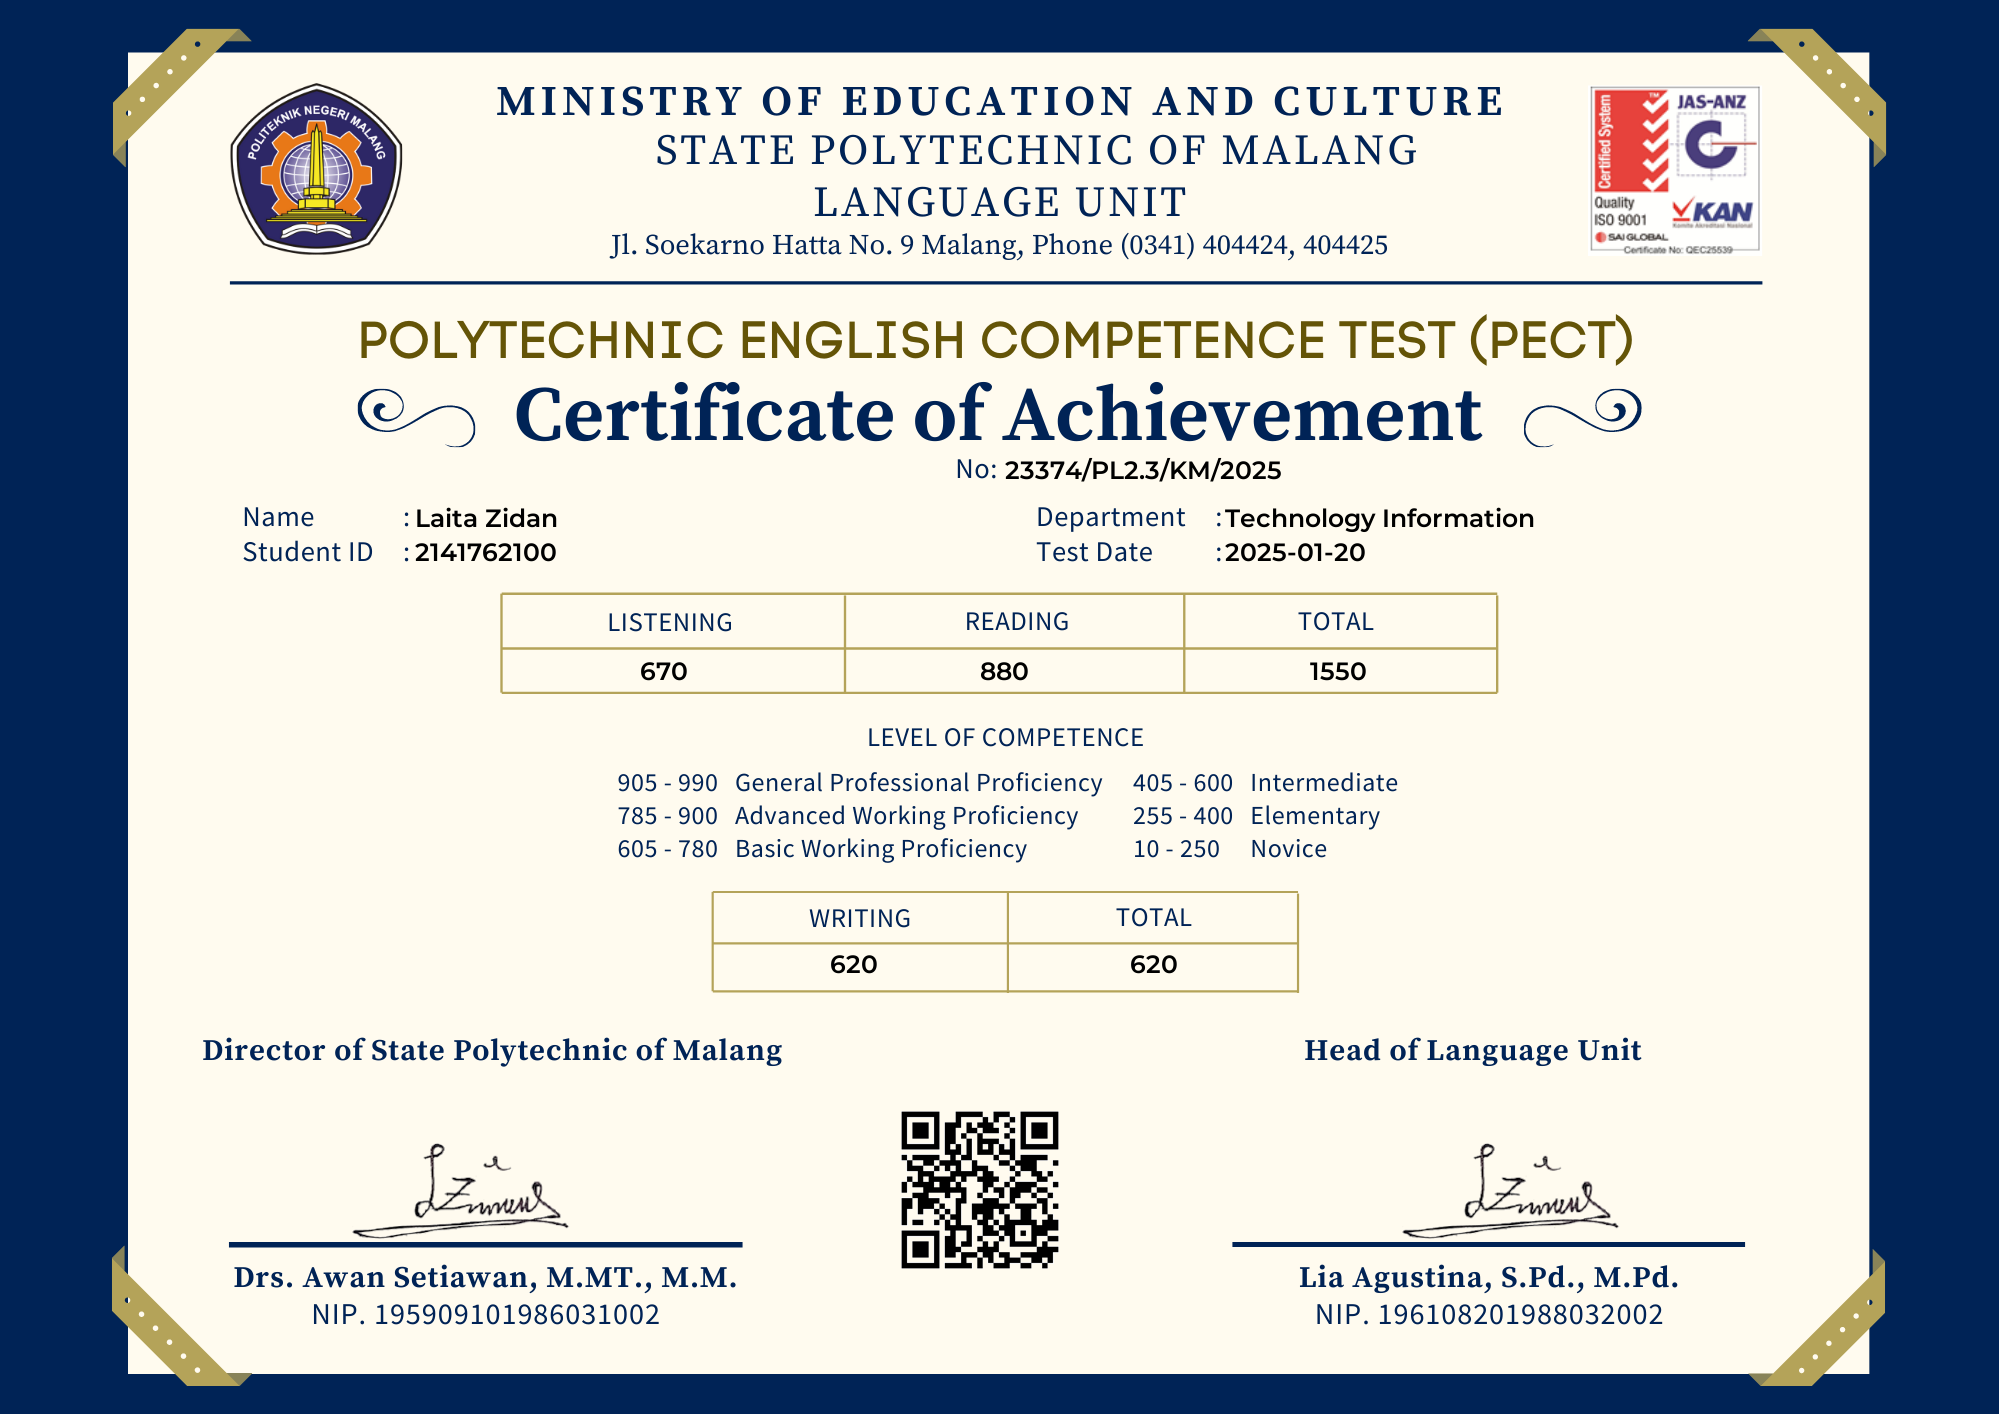 POLITEKNIK NEGERI MALANG
MINISTRY OF EDUCATION AND CULTURE
STATE POLYTECHNIC OF MALANG
LANGUAGE UNIT
Jl. Soekarno Hatta No. 9 Malang, Phone (0341) 404424, 404425
Certified System
TM
JAS-ANZ
Quality
ISO 9001
KAN
Komite Akreditasi Nasional
SAI GLOBAL
Certificate No: QEC25539
POLYTECHNIC ENGLISH COMPETENCE TEST (PECT)
Certificate of Achievement
No: 23374/PL2.3/KM/2025
Name : Laita Zidan Department :Technology Information
Student ID : 2141762100 Test Date :2025-01-20
LISTENING READING TOTAL
670 880 1550
LEVEL OF COMPETENCE
905 - 990 General Professional Proficiency 405 - 600 Intermediate
785 - 900 Advanced Working Proficiency 255 - 400 Elementary
605 - 780 Basic Working Proficiency 10 - 250 Novice
WRITING TOTAL
620 620
Director of State Polytechnic of Malang Head of Language Unit
Drs. Awan Setiawan, M.MT., M.M. Lia Agustina, S.Pd., M.Pd.
NIP. 195909101986031002 NIP. 196108201988032002